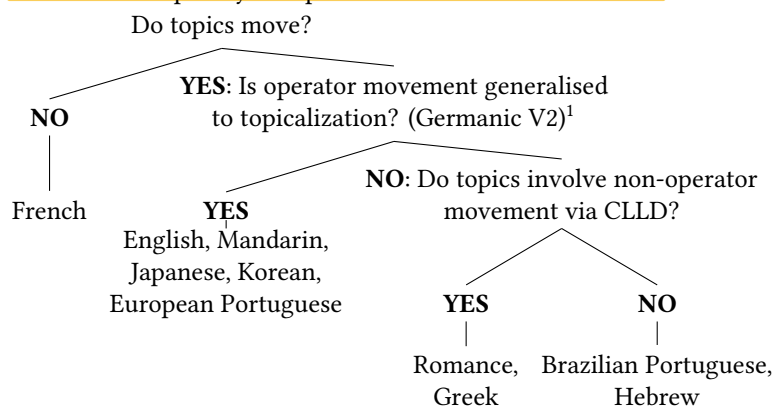 Do topics move?
YES: Is operator movement generalised
NO
to topicalization? (Germanic V2)1
NO: Do topics involve non-operator
French
YES
movement via CLLD?
English, Mandarin,
Japanese, Korean,
European Portuguese
YES
NO
Romance,
Brazilian Portuguese,
Greek
Hebrew